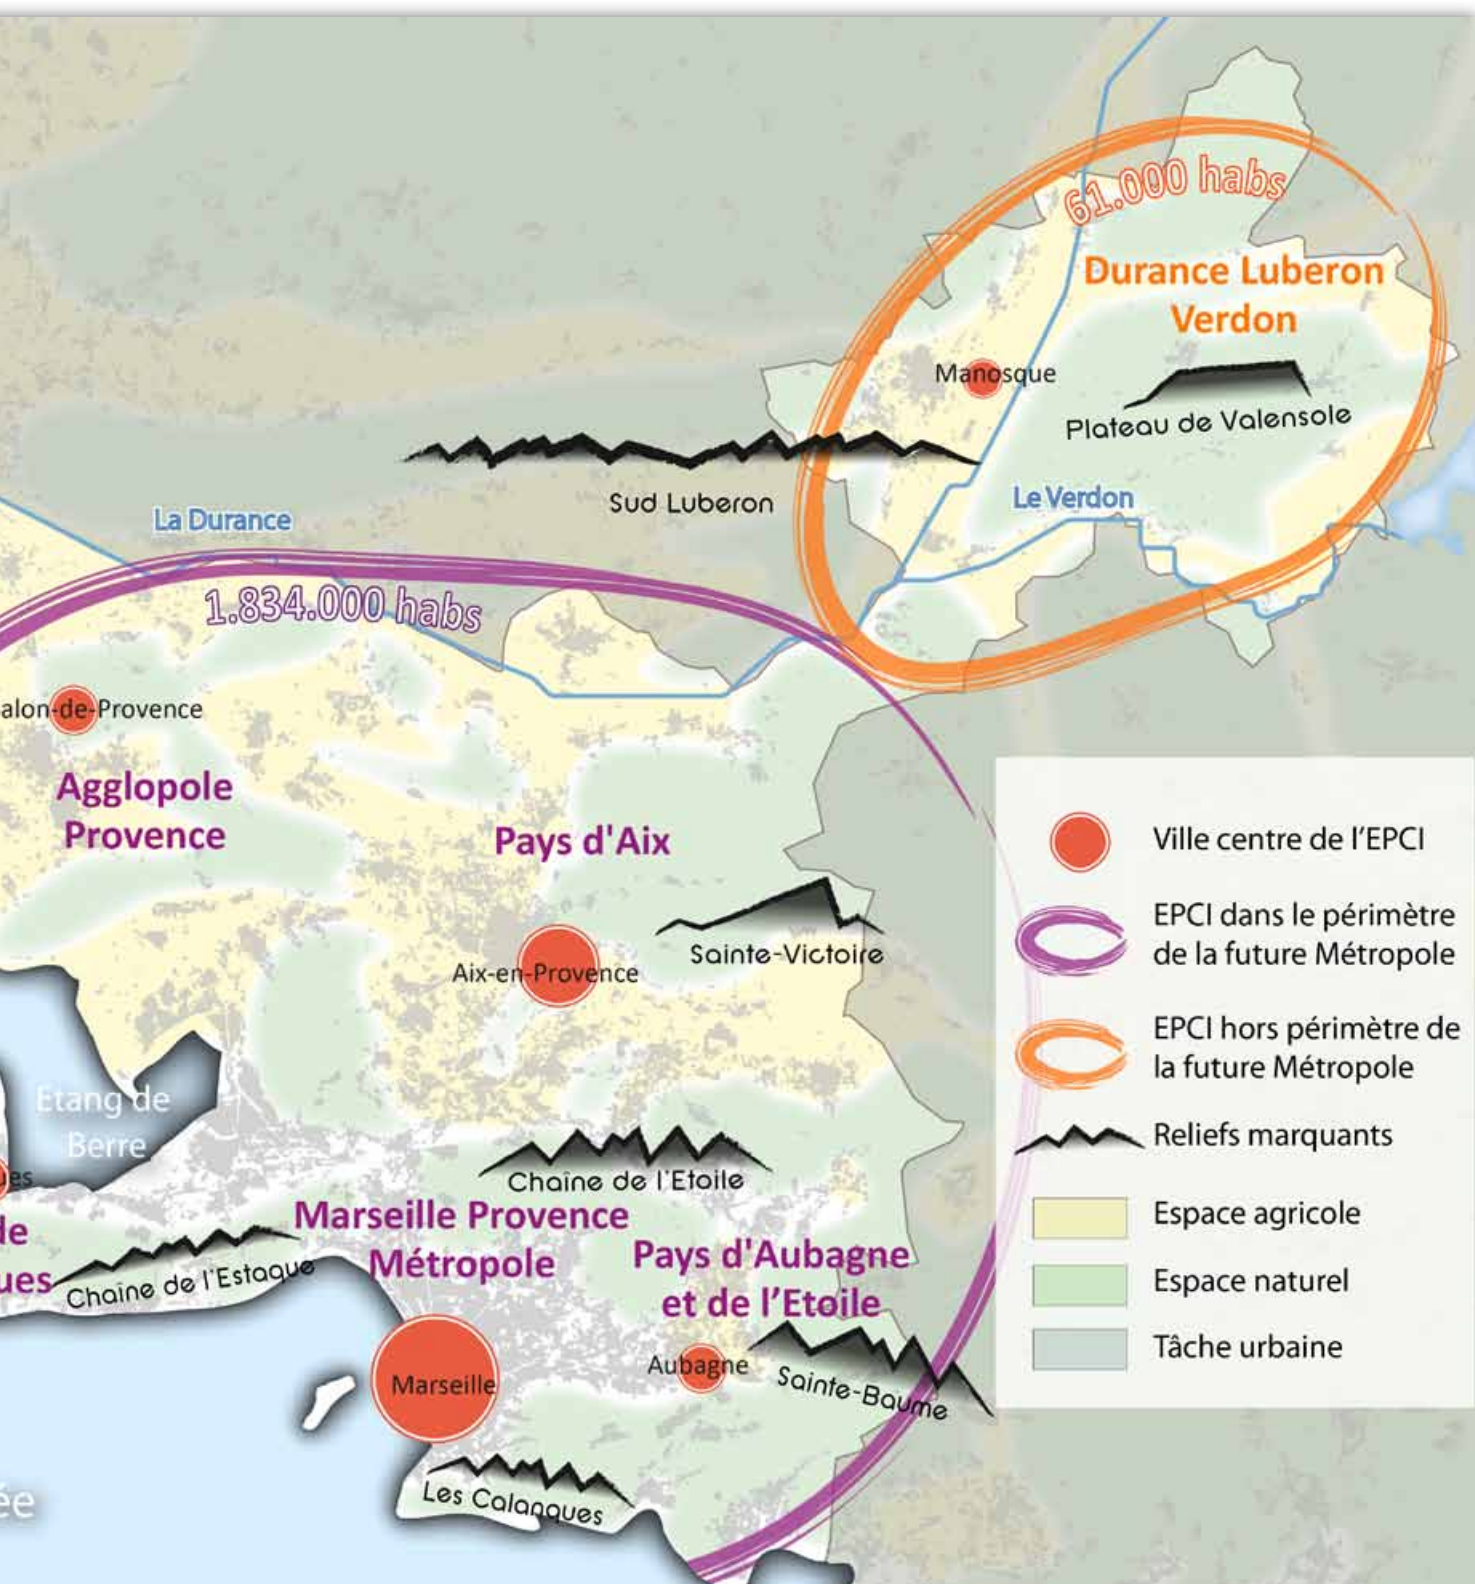 61.000 habs
Durance Luberon
Verdon
Manosque
Plateau de Valensole
Sud Luberon
Le Verdon
La Durance
1.834.000 habs
alon-de-Provence
Agglopole
Provence
Pays d'Aix
Sainte-Victoire
Aix-en-Provence
Etang de
Berre
Chaîne de l'Etoile
Marseille Provence
Métropole
Pays d'Aubagne
et de l'Etoile
de
ues
Chaîne de l'Estaque
Aubagne
Sainte-Baume
Marseille
Les Calanques
ée
Ville centre de l'EPCI
EPCI dans le périmètre
de la future Métropole
EPCI hors périmètre de
la future Métropole
Reliefs marquants
Espace agricole
Espace naturel
Tâche urbaine